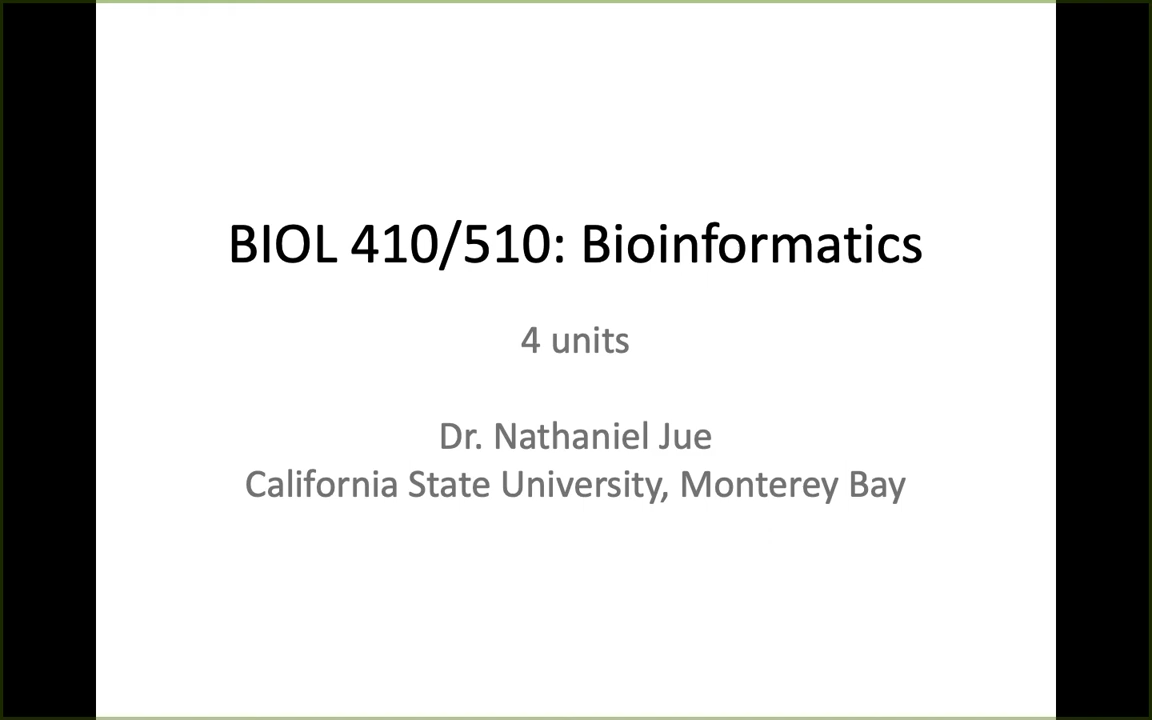 BIOL 410/510: Bioinformatics
4 units
Dr. Nathaniel Jue
California State University, Monterey Bay